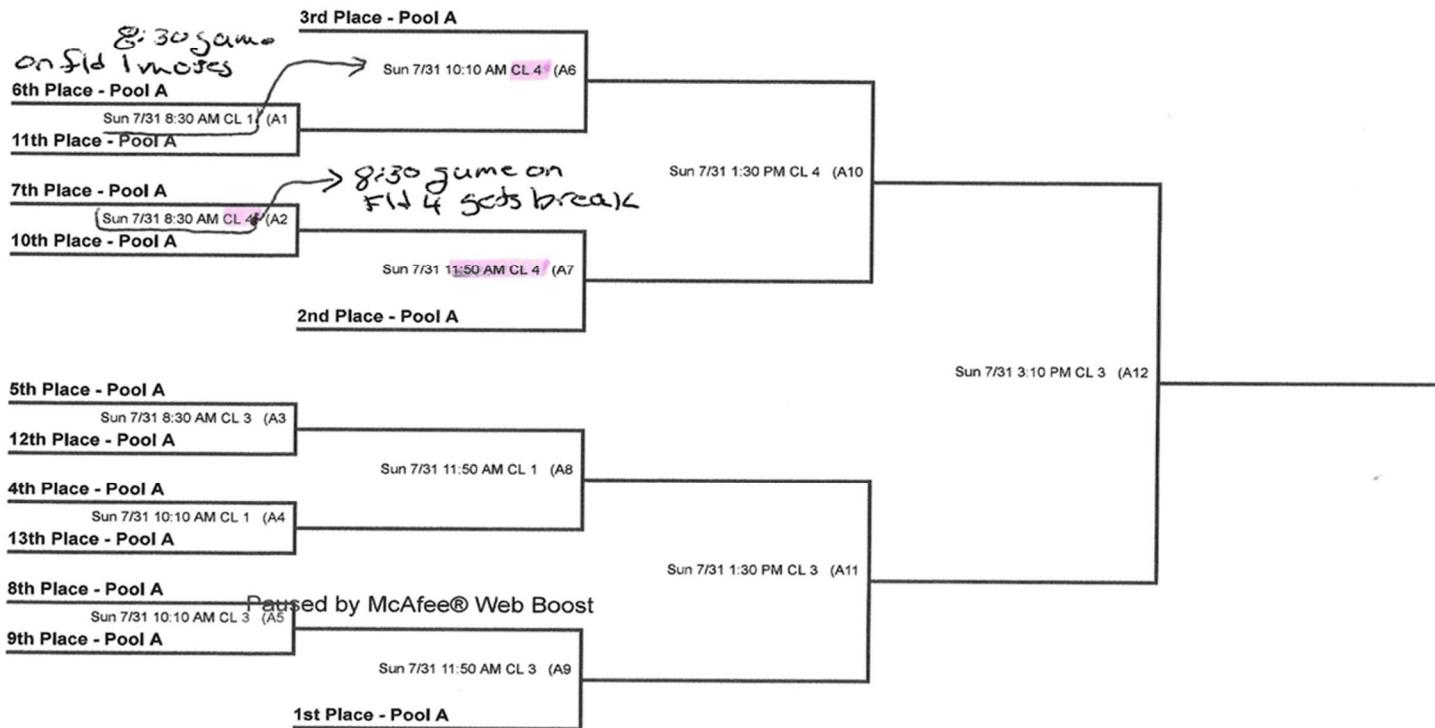 3rd Place - Pool A
8:30 game
on fld 1 moves
Sun 7/31 10:10 AM CL 4 (A6
6th Place - Pool A
Sun 7/31 8:30 AM CL 1 (A1
11th Place - Pool A
7th Place - Pool A
Sun 7/31 8:30 AM CL 4 (A2
10th Place - Pool A
8:30 game on
Fld 4 gets break
Sun 7/31 11:50 AM CL 4 (A7
2nd Place - Pool A
Sun 7/31 1:30 PM CL 4 (A10
Sun 7/31 3:10 PM CL 3 (A12
5th Place - Pool A
Sun 7/31 8:30 AM CL 3 (A3
12th Place - Pool A
Sun 7/31 11:50 AM CL 1 (A8
4th Place - Pool A
Sun 7/31 10:10 AM CL 1 (A4
13th Place - Pool A
Sun 7/31 1:30 PM CL 3 (A11
8th Place - Pool A
Paused by McAfee® Web Boost
Sun 7/31 10:10 AM CL 3 (A5
9th Place - Pool A
Sun 7/31 11:50 AM CL 3 (A9
1st Place - Pool A